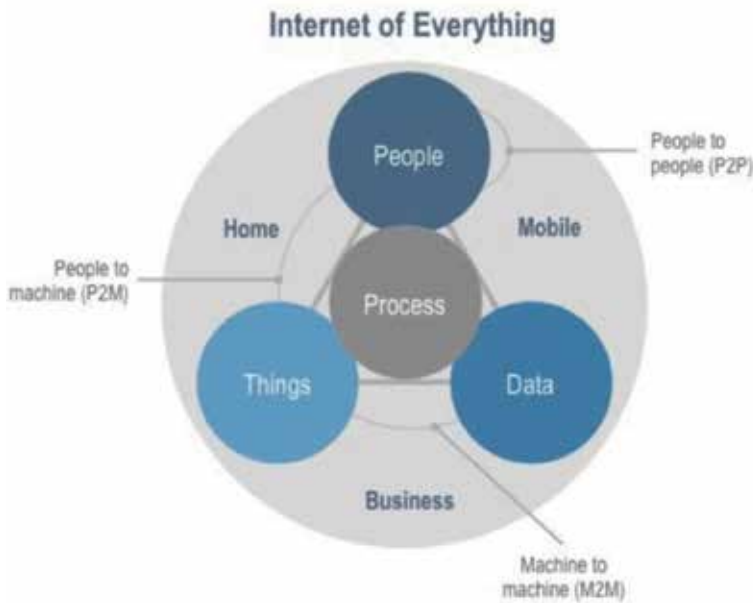 Internet of Everything
People
People to
people (P2P)
Home
Mobile
People to
machine (P2M)
Process
Things
Data
Business
Machine to
machine (M2M)